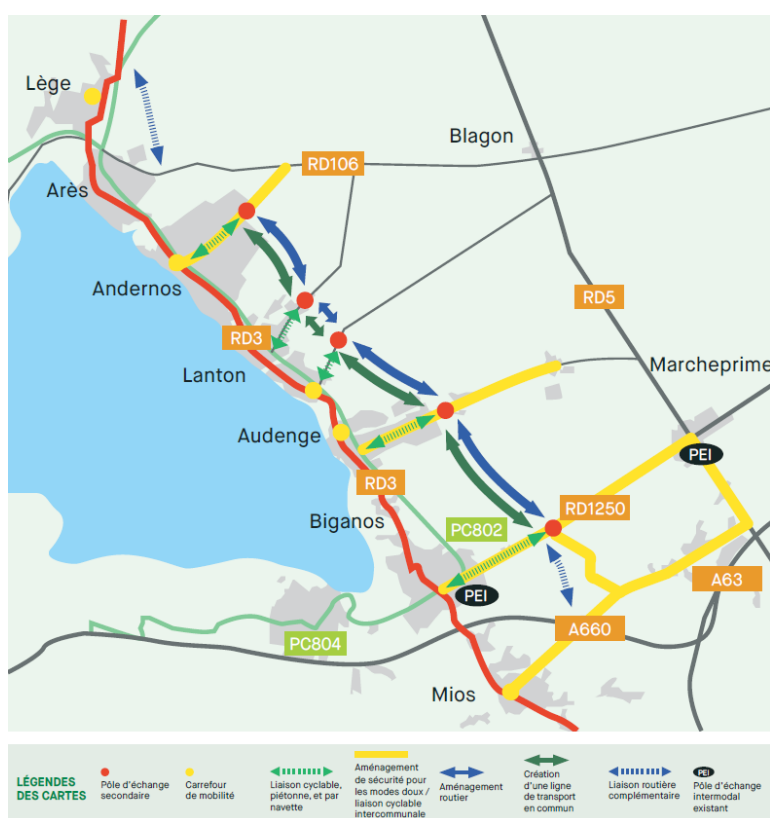 Lège
Blagon
RD106
Arès
Andernos
RD5
RD3
Marcheprime
Lanton
Audenge
PEI
RD3
RD1250
Biganos
PC802
A63
PEI
A660
PC804
Mios
LÉGENDES
DES CARTES
Pôle d'échange
secondaire
Carrefour
de mobilité
Liaison cyclable,
piétonne, et par
navette
Aménagement
de sécurité pour
les modes doux /
liaison cyclable
intercommunale
Aménagement
routier
Création
d'une ligne
de transport
en commun
Liaison routière
complémentaire
PEI
Pôle d'échange
intermodal
existant